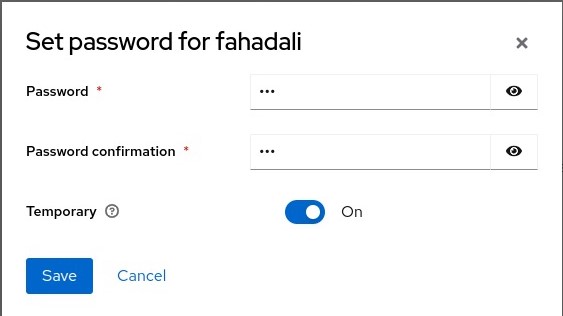 Set password for fahadali
Password *
•••
Password confirmation *
•••
Temporary
On
Save Cancel